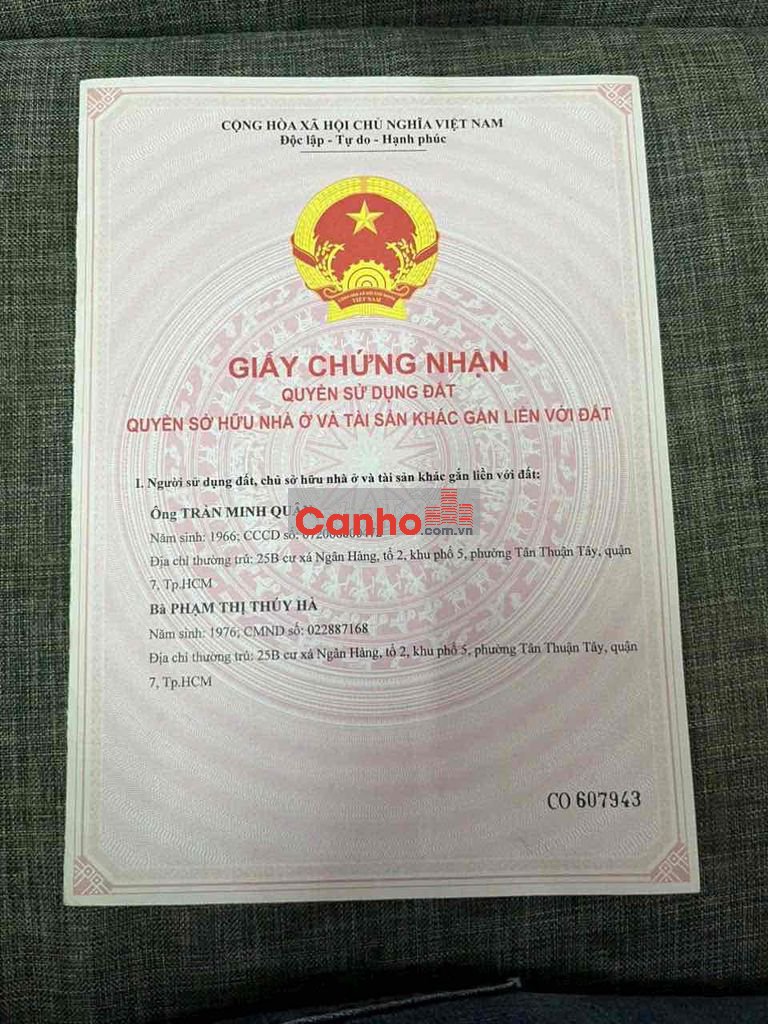 CỘNG HÒA XÃ HỘI CHỦ NGHĨA VIỆT NAM
Độc lập - Tự do - Hạnh phúc
VIỆT NAM
GIẤY CHỨNG NHẬN
QUYỀN SỬ DỤNG ĐẤT
QUYỀN SỞ HỮU NHÀ Ở VÀ TÀI SẢN KHÁC GẮN LIỀN VỚI ĐẤT
I. Người sử dụng đất, chủ sở hữu nhà ở và tài sản khác gắn liền với đất:
Ông TRẦN MINH
Canho.com.vn
Năm sinh: 1966; CCCD số:
Địa chỉ thường trú: 25B cư xá Ngân Hàng, tổ 2, khu phố 5, phường Tân Thuận Tây, quận
7, Tp.HCM
Bà PHẠM THỊ THÚY HÀ
Năm sinh: 1976; CMND số: 022887168
Địa chỉ thường trú: 25B cư xá Ngân Hàng, tổ 2, khu phố 5, phường Tân Thuận Tây, quận
7, Tp.HCM
CO 607943